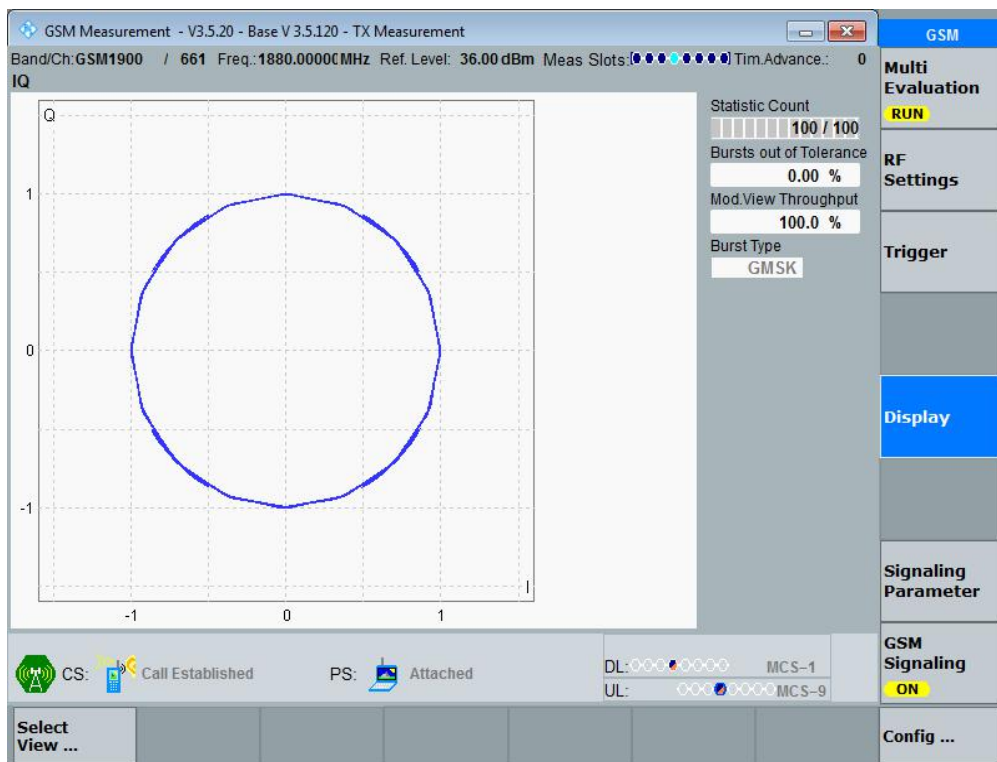 GSM Measurement - V3.5.20 - Base V 3.5.120 - TX Measurement
GSM
Band/Ch:GSM1900 / 661 Freq.:1880.00000MHz Ref. Level: 36.00 dBm Meas Slots: Tim.Advance.: 0
IQ
Multi
Evaluation
RUN
Q
Statistic Count
100 / 100
Bursts out of Tolerance
0.00 %
Mod.View Throughput
100.0 %
Burst Type
GMSK
RF
Settings
Trigger
1
0
-1
I
-1 0 1
Display
Signaling
Parameter
GSM
Signaling
ON
CS: Call Established PS: Attached
DL: MCS-1
UL: MCS-9
Select
View ...
Config ...